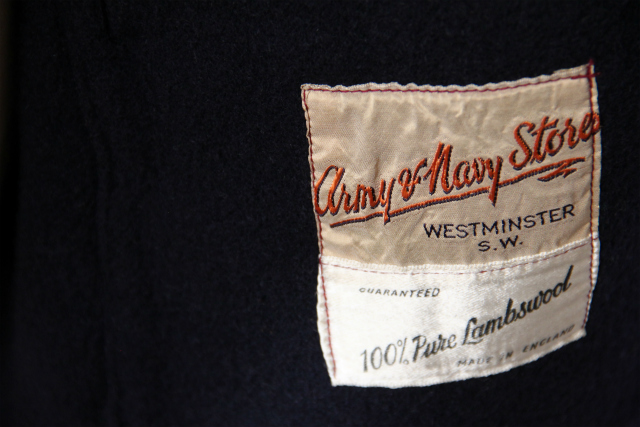 Army & Navy Stores
WESTMINSTER
S.W.
GUARANTEED
100% Pure Lambswool
MADE IN ENGLAND